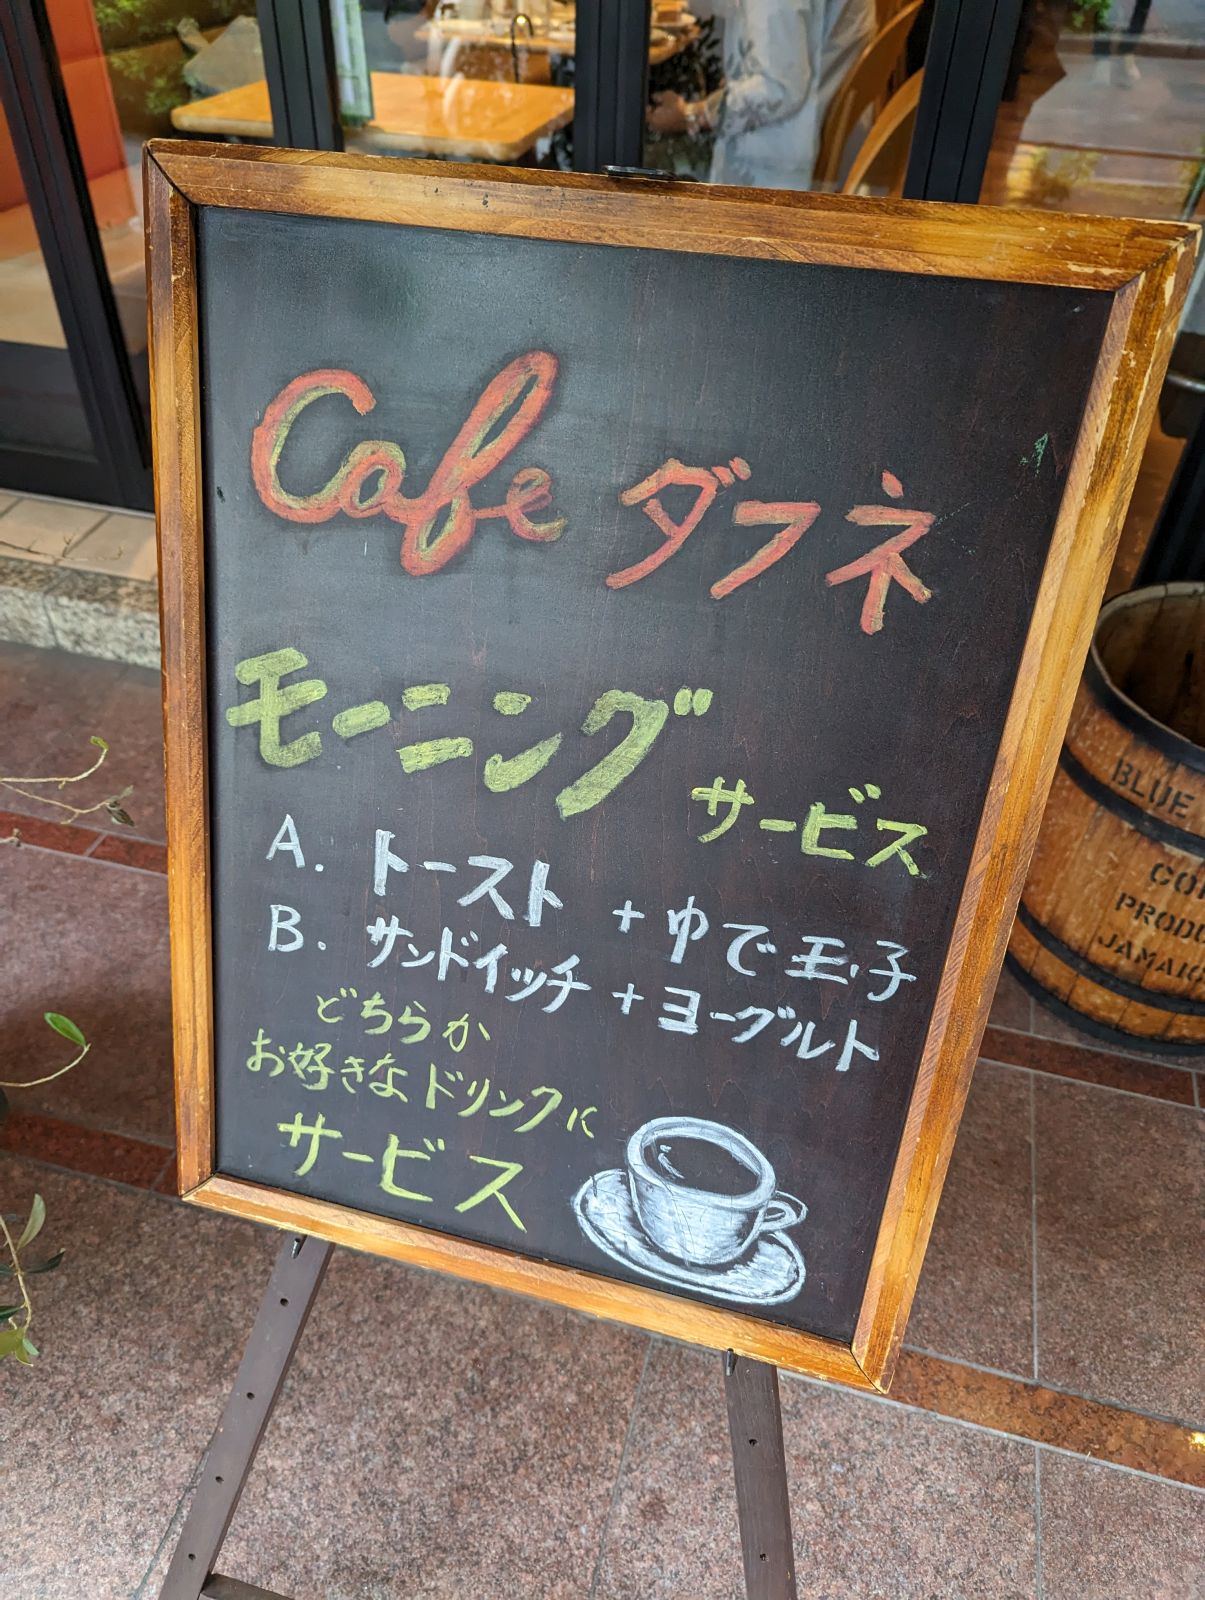 Cafe ダフネ
モーニング サービス
A. トースト + ゆで玉子
B. サンドイッチ + ヨーグルト
どちらか
お好きなドリンクに
サービス
BLUE
PRODU
JAMAIC